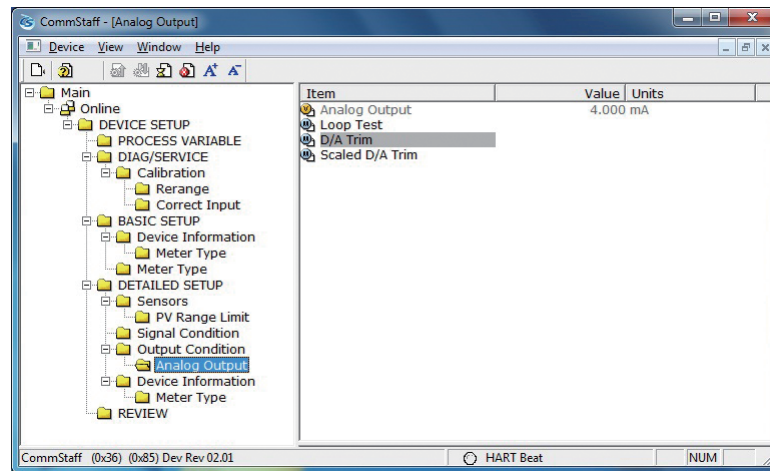 CommStaff - [Analog Output]
Device View Window Help
Main
Online
DEVICE SETUP
PROCESS VARIABLE
DIAG/SERVICE
Calibration
Rerange
Correct Input
BASIC SETUP
Device Information
Meter Type
Meter Type
DETAILED SETUP
Sensors
PV Range Limit
Signal Condition
Output Condition
Analog Output
Device Information
Meter Type
REVIEW
Item Value Units
Analog Output 4.000 mA
Loop Test
D/A Trim
Scaled D/A Trim
CommStaff (0x36) (0x85) Dev Rev 02.01 HART Beat NUM